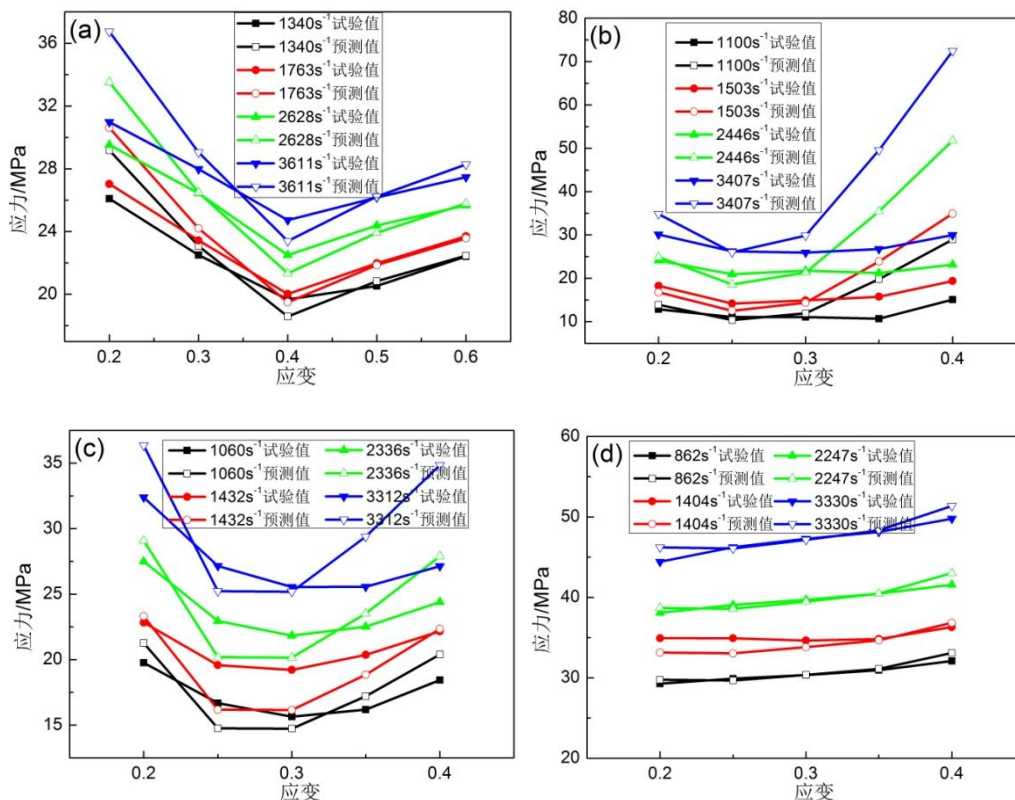 (a)
1340s⁻¹试验值
1340s⁻¹预测值
1763s⁻¹试验值
1763s⁻¹预测值
2628s⁻¹试验值
2628s⁻¹预测值
3611s⁻¹试验值
3611s⁻¹预测值
应力/MPa
36
32
28
24
20
0.2 0.3 0.4 0.5 0.6
应变
(b)
1100s⁻¹试验值
1100s⁻¹预测值
1503s⁻¹试验值
1503s⁻¹预测值
2446s⁻¹试验值
2446s⁻¹预测值
3407s⁻¹试验值
3407s⁻¹预测值
应力/MPa
80
70
60
50
40
30
20
10
0.2 0.3 0.4
应变
(c)
1060s⁻¹试验值 2336s⁻¹试验值
1060s⁻¹预测值 2336s⁻¹预测值
1432s⁻¹试验值 3312s⁻¹试验值
1432s⁻¹预测值 3312s⁻¹预测值
应力/MPa
35
30
25
20
15
0.2 0.3 0.4
应变
(d)
862s⁻¹试验值 2247s⁻¹试验值
862s⁻¹预测值 2247s⁻¹预测值
1404s⁻¹试验值 3330s⁻¹试验值
1404s⁻¹预测值 3330s⁻¹预测值
应力/MPa
60
50
40
30
20
0.2 0.3 0.4
应变